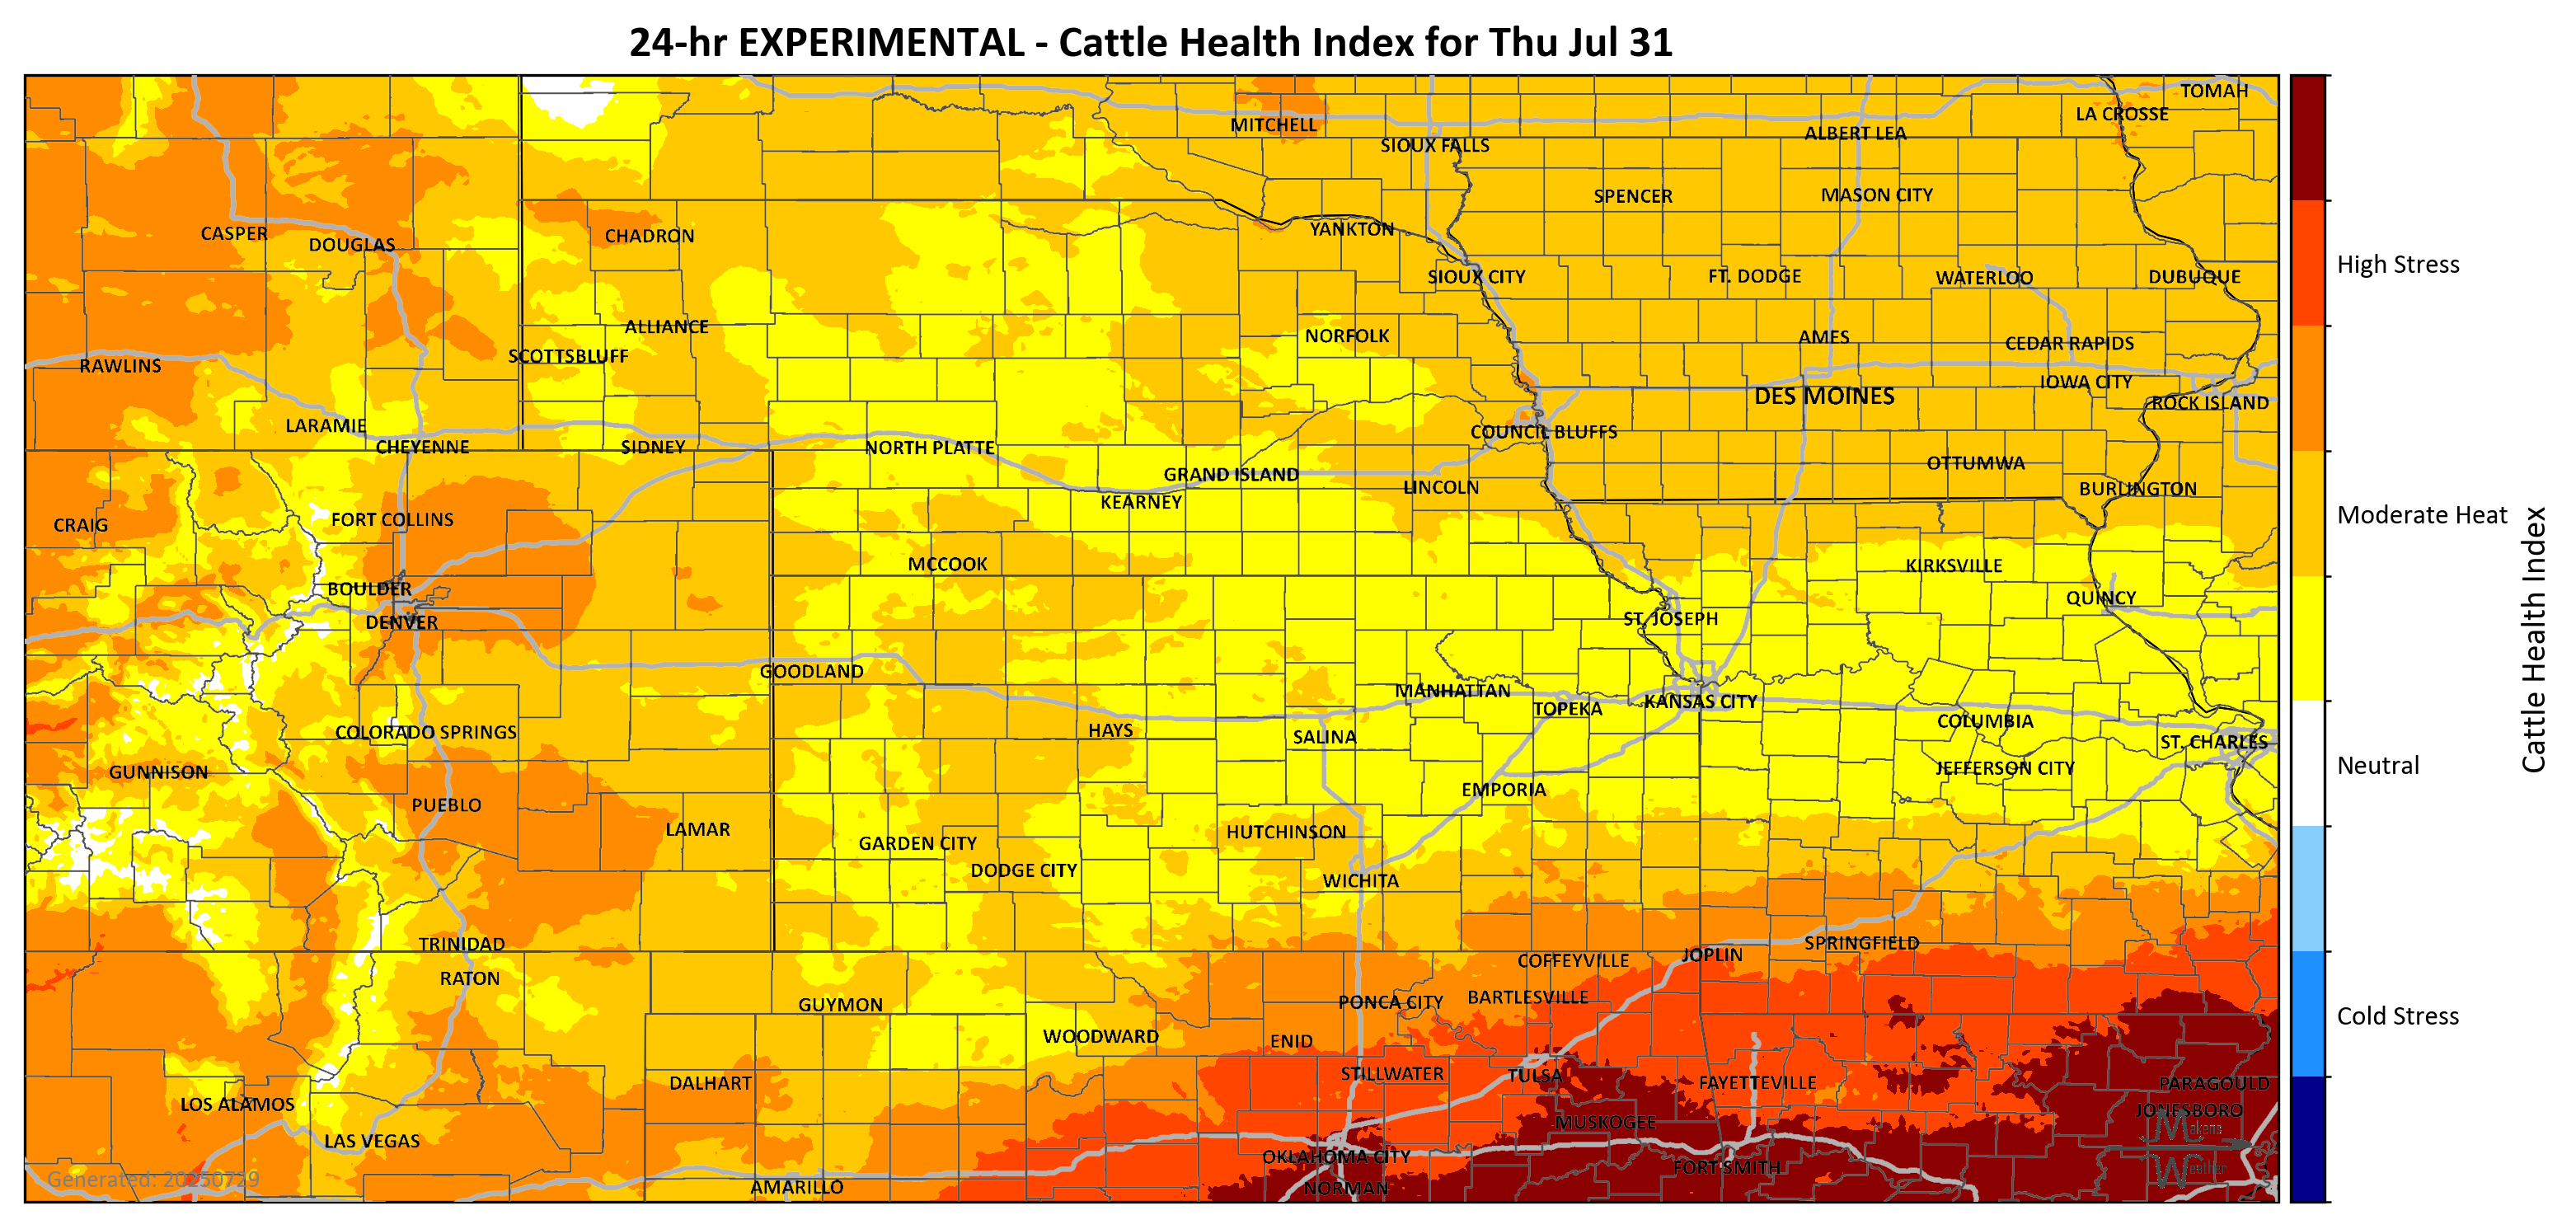 24-hr EXPERIMENTAL - Cattle Health Index for Thu Jul 31
TOMAH
LA CROSSE
MITCHELL
ALBERT LEA
SIOUX FALLS
SPENCER
MASON CITY
CASPER
DOUGLAS
CHADRON
YANKTON
SIOUX CITY
FT. DODGE
WATERLOO
DUBUQUE
High Stress
ALLIANCE
NORFOLK
AMES
CEDAR RAPIDS
SCOTTSBLUFF
RAWLINS
IOWA CITY
DES MOINES
ROCK ISLAND
LARAMIE
COUNCIL BLUFFS
CHEYENNE
SIDNEY
NORTH PLATTE
OTTUMWA
GRAND ISLAND
LINCOLN
BURLINGTON
KEARNEY
Moderate Heat
CRAIG
FORT COLLINS
MCCOOK
KIRKSVILLE
BOULDER
QUINCY
DENVER
ST. JOSEPH
Cattle Health Index
GOODLAND
MANHATTAN
KANSAS CITY
TOPEKA
COLUMBIA
COLORADO SPRINGS
HAYS
SALINA
ST. CHARLES
Neutral
GUNNISON
JEFFERSON CITY
EMPORIA
PUEBLO
LAMAR
HUTCHINSON
GARDEN CITY
DODGE CITY
WICHITA
TRINIDAD
SPRINGFIELD
JOPLIN
COFFEYVILLE
RATON
BARTLESVILLE
PONCA CITY
GUYMON
Cold Stress
WOODWARD
ENID
STILLWATER
TULSA
DALHART
FAYETTEVILLE
PARAGOULD
LOS ALAMOS
JONESBORO
MUSKOGEE
Makens
LAS VEGAS
OKLAHOMA CITY
FORT SMITH
Weather
Generated: 20250729
AMARILLO
NORMAN